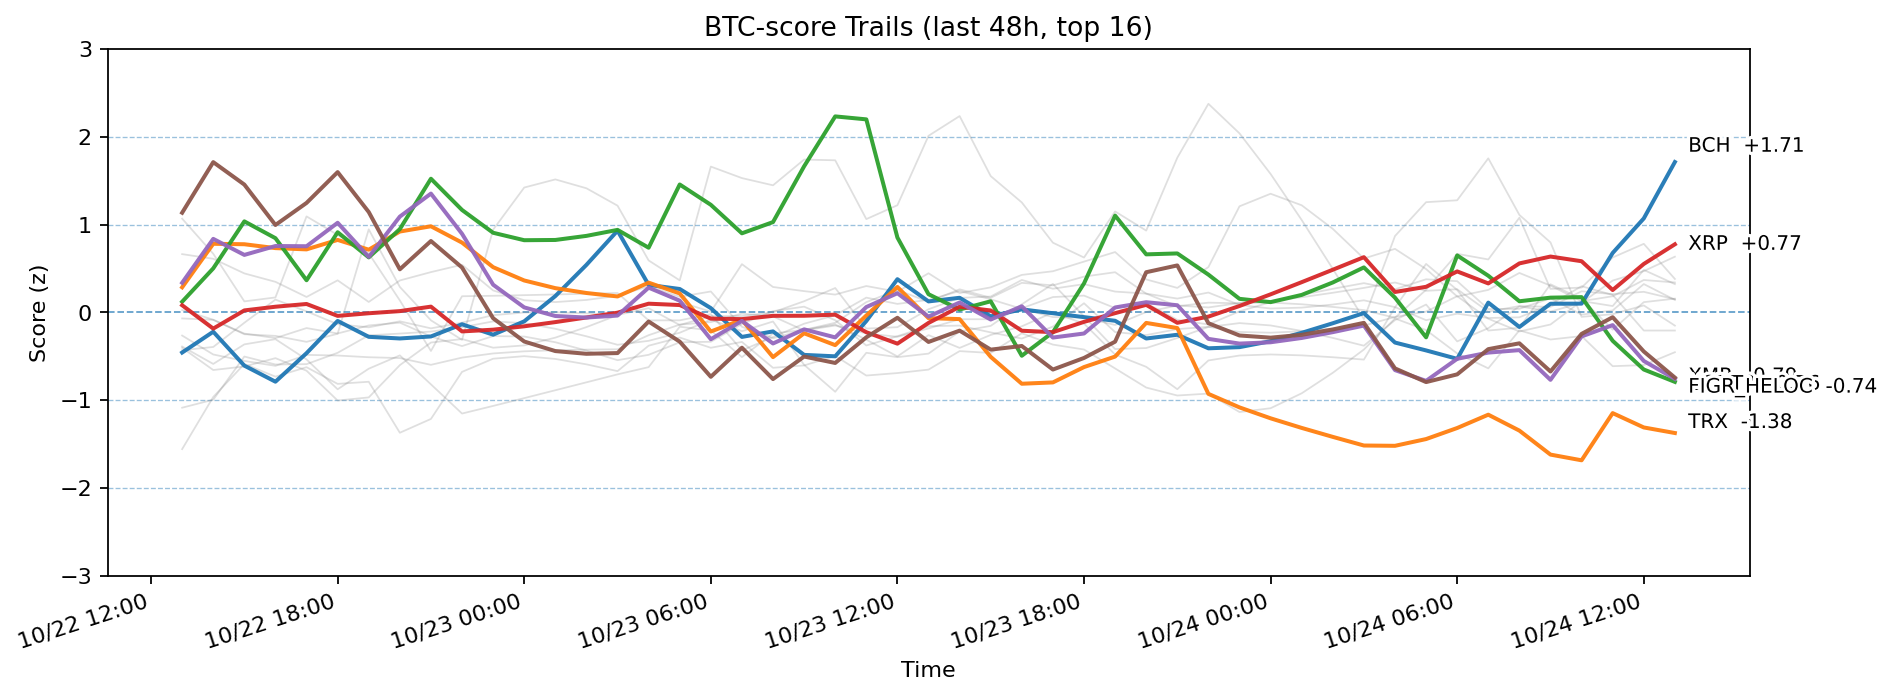 BTC-score Trails (last 48h, top 16)
Score (z)
3
2
1
0
−1
−2
−3
BCH +1.71
XRP +0.77
FIGR_HELOC -0.74
TRX -1.38
10/22 12:00
10/22 18:00
10/23 00:00
10/23 06:00
10/23 12:00
10/23 18:00
10/24 00:00
10/24 06:00
10/24 12:00
Time